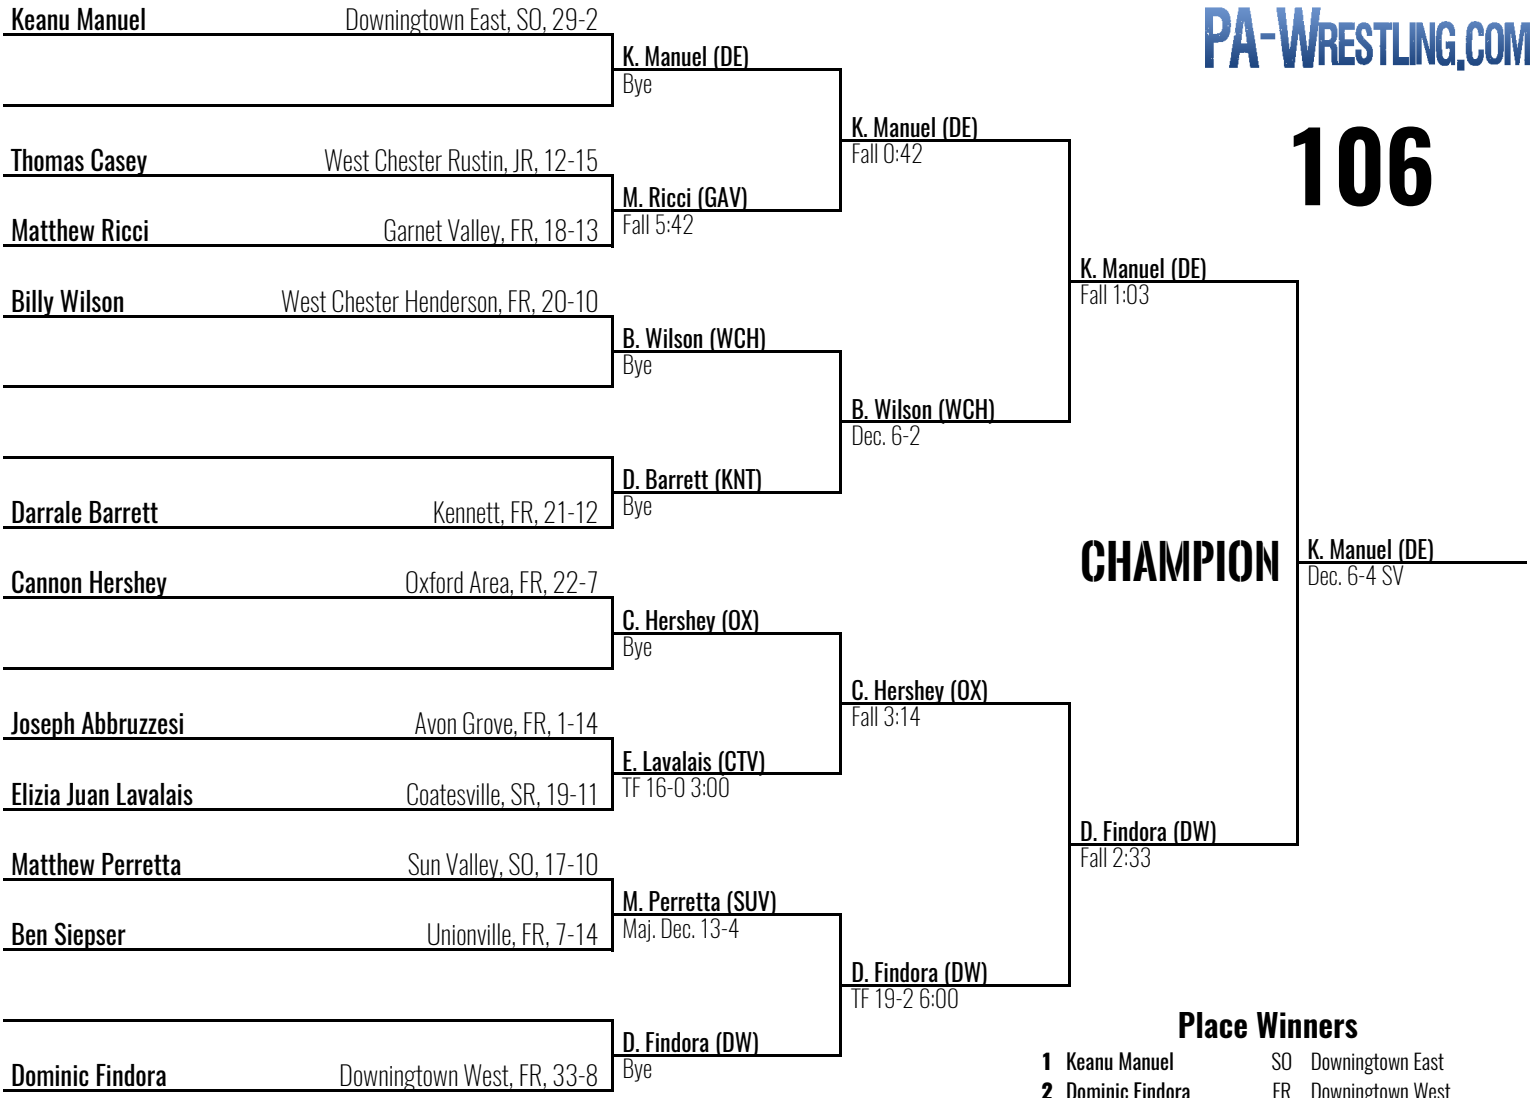 PA-WRESTLING.COM
106
Keanu Manuel Downingtown East, SO, 29-2
K. Manuel (DE)
Bye
K. Manuel (DE)
Fall 0:42
Thomas Casey West Chester Rustin, JR, 12-15
M. Ricci (GAV)
Fall 5:42
Matthew Ricci Garnet Valley, FR, 18-13
K. Manuel (DE)
Fall 1:03
Billy Wilson West Chester Henderson, FR, 20-10
B. Wilson (WCH)
Bye
B. Wilson (WCH)
Dec. 6-2
D. Barrett (KNT)
Bye
Darrale Barrett Kennett, FR, 21-12
CHAMPION
K. Manuel (DE)
Dec. 6-4 SV
Cannon Hershey Oxford Area, FR, 22-7
C. Hershey (OX)
Bye
C. Hershey (OX)
Fall 3:14
Joseph Abbruzzesi Avon Grove, FR, 1-14
E. Lavalais (CTV)
TF 16-0 3:00
Elizia Juan Lavalais Coatesville, SR, 19-11
D. Findora (DW)
Fall 2:33
Matthew Perretta Sun Valley, SO, 17-10
M. Perretta (SUV)
Maj. Dec. 13-4
Ben Siepser Unionville, FR, 7-14
D. Findora (DW)
TF 19-2 6:00
D. Findora (DW)
Bye
Dominic Findora Downingtown West, FR, 33-8
Place Winners
1 Keanu Manuel SO Downingtown East
2 Dominic Findora FR Downingtown West